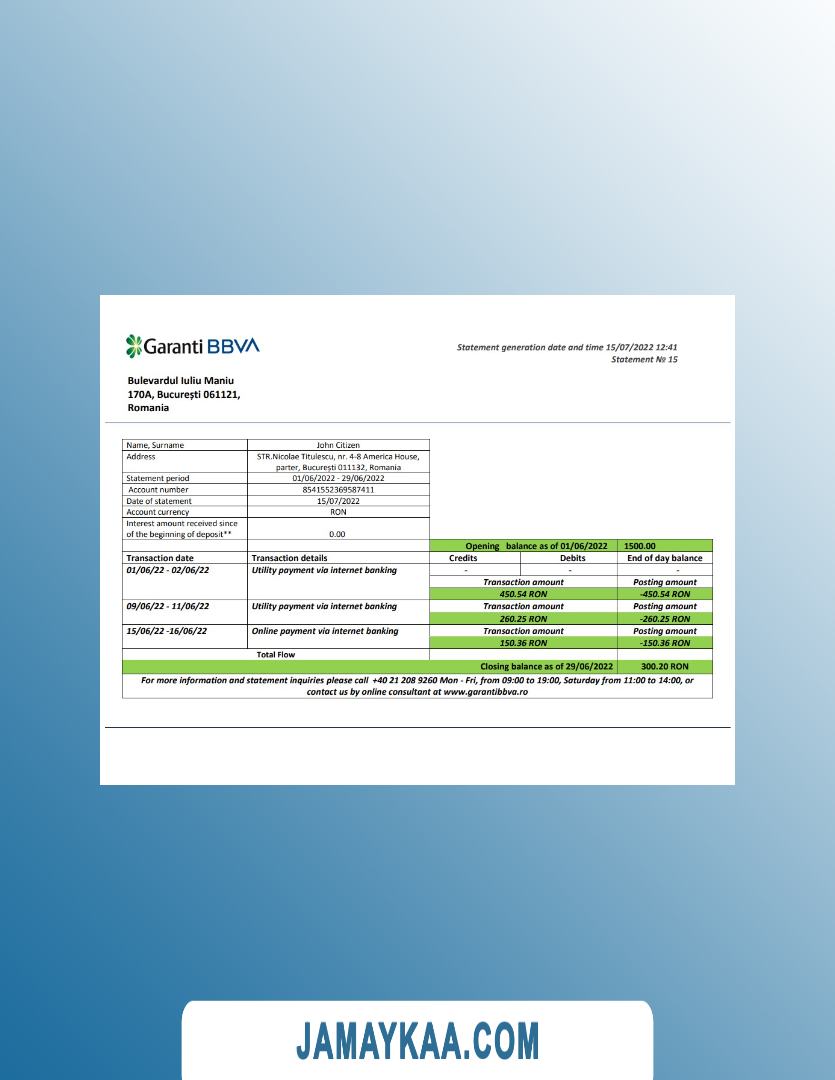 Garanti BBVA
Statement generation date and time 15/07/2022 12:41
Statement № 15
Bulevardul Iuliu Maniu
170A, București 061121,
Romania
Name, Surname John Citizen
Address STR.Nicolae Titulescu, nr. 4-8 America House,
parter, București 011132, Romania
Statement period 01/06/2022 - 29/06/2022
Account number 8541552369587411
Date of statement 15/07/2022
Account currency RON
Interest amount received since
of the beginning of deposit** 0.00
Opening balance as of 01/06/2022 1500.00
Transaction date Transaction details Credits Debits End of day balance
01/06/22 - 02/06/22 Utility payment via internet banking - - -
Transaction amount Posting amount
450.54 RON -450.54 RON
09/06/22 - 11/06/22 Utility payment via internet banking Transaction amount Posting amount
260.25 RON -260.25 RON
15/06/22 -16/06/22 Online payment via internet banking Transaction amount Posting amount
150.36 RON -150.36 RON
Total Flow
Closing balance as of 29/06/2022 300.20 RON
For more information and statement inquiries please call +40 21 208 9260 Mon - Fri, from 09:00 to 19:00, Saturday from 11:00 to 14:00, or
contact us by online consultant at www.garantibbva.ro
JAMAYKAA.COM